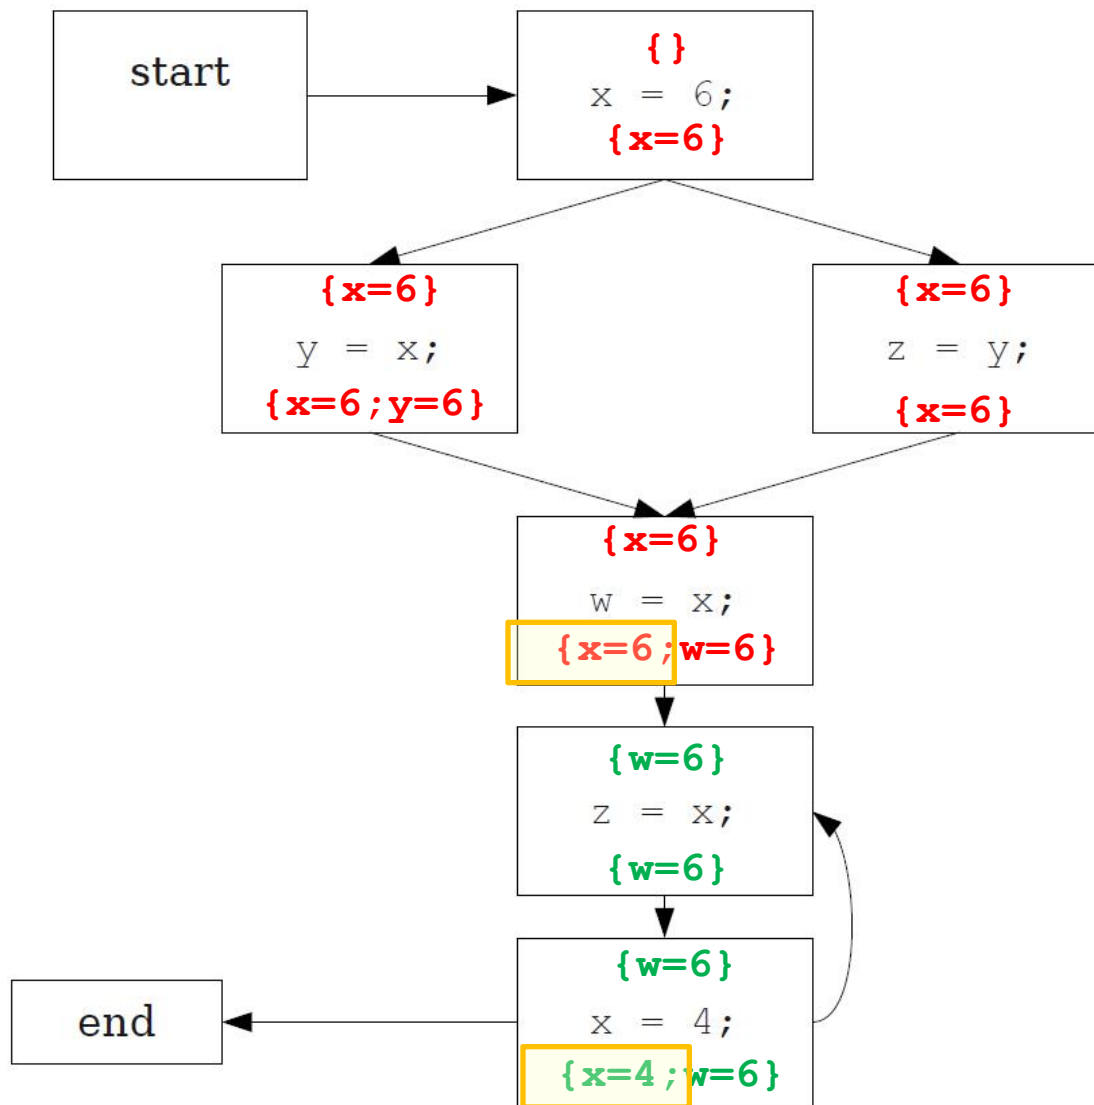 start
{}
x = 6;
{x=6}
{x=6}
y = x;
{x=6;y=6}
{x=6}
z = y;
{x=6}
{x=6}
w = x;
{x=6;w=6}
{w=6}
z = x;
{w=6}
{w=6}
x = 4;
{x=4;w=6}
end